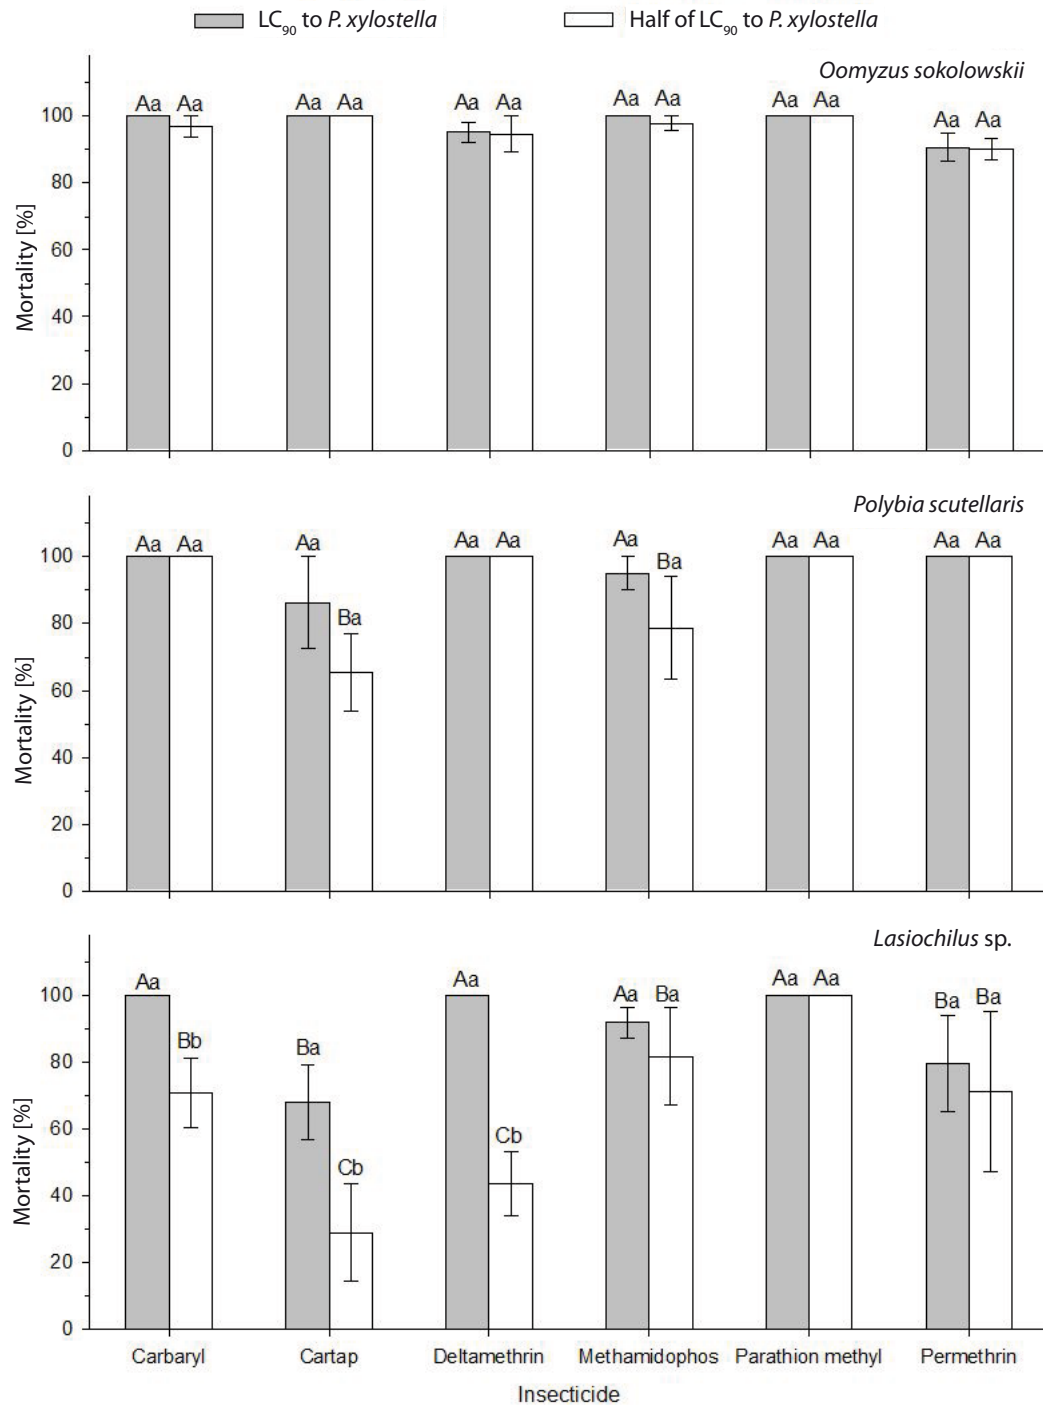 LC90 to P. xylostella Half of LC90 to P. xylostella
Oomyzus sokolowskii
Aa Aa Aa Aa Aa Aa Aa Aa Aa Aa Aa Aa
100
80
60
40
20
0
Mortality [%]
Polybia scutellaris
Aa Aa Aa Ba Aa Aa Aa Ba Aa Aa Aa Aa
100
80
60
40
20
0
Mortality [%]
Lasiochilus sp.
Aa Bb Ba Cb Aa Cb Aa Ba Aa Aa Ba Ba
100
80
60
40
20
0
Mortality [%]
Carbaryl Cartap Deltamethrin Methamidophos Parathion methyl Permethrin
Insecticide